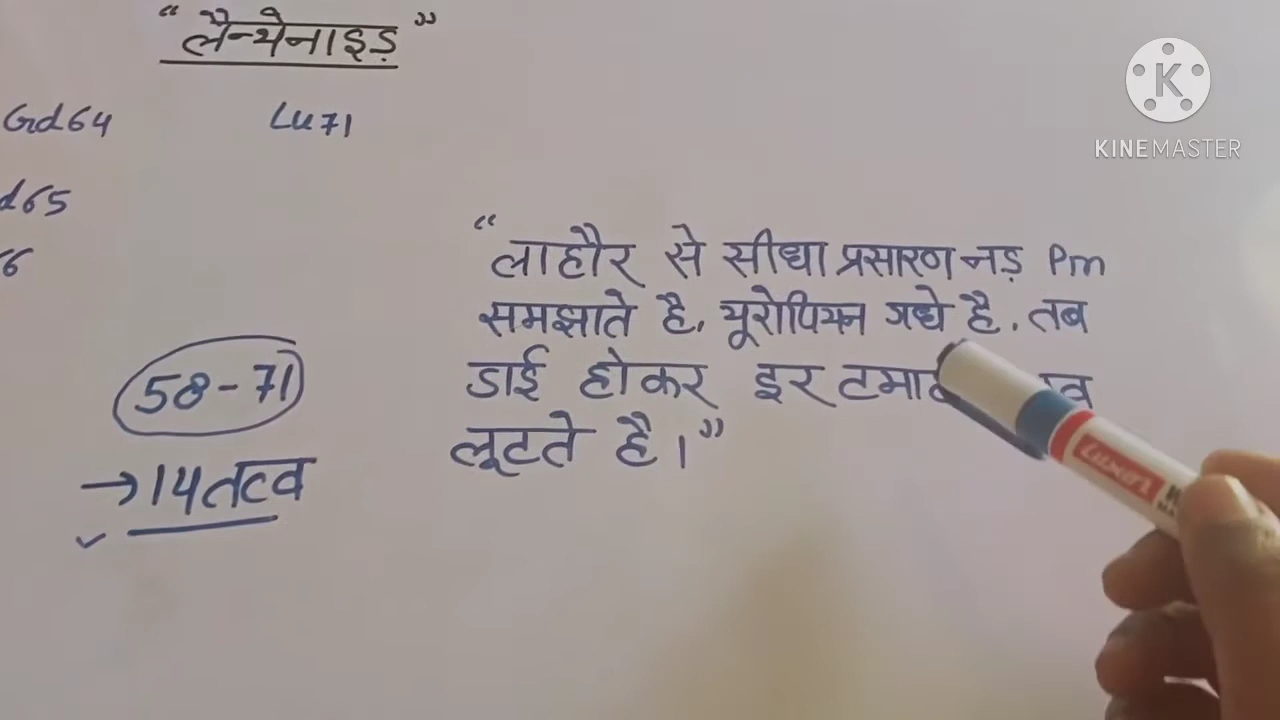 “लैन्थेनाइड़”
Gd64 Lu71
d65
6
“लाहौर से सीधा प्रसारण नड़ Pm
समझाते है, यूरोपियन गधे है. तब
डाई होकर इर
लूटते है।”
58-71
→14तत्व
K
KINEMASTER
Luxor